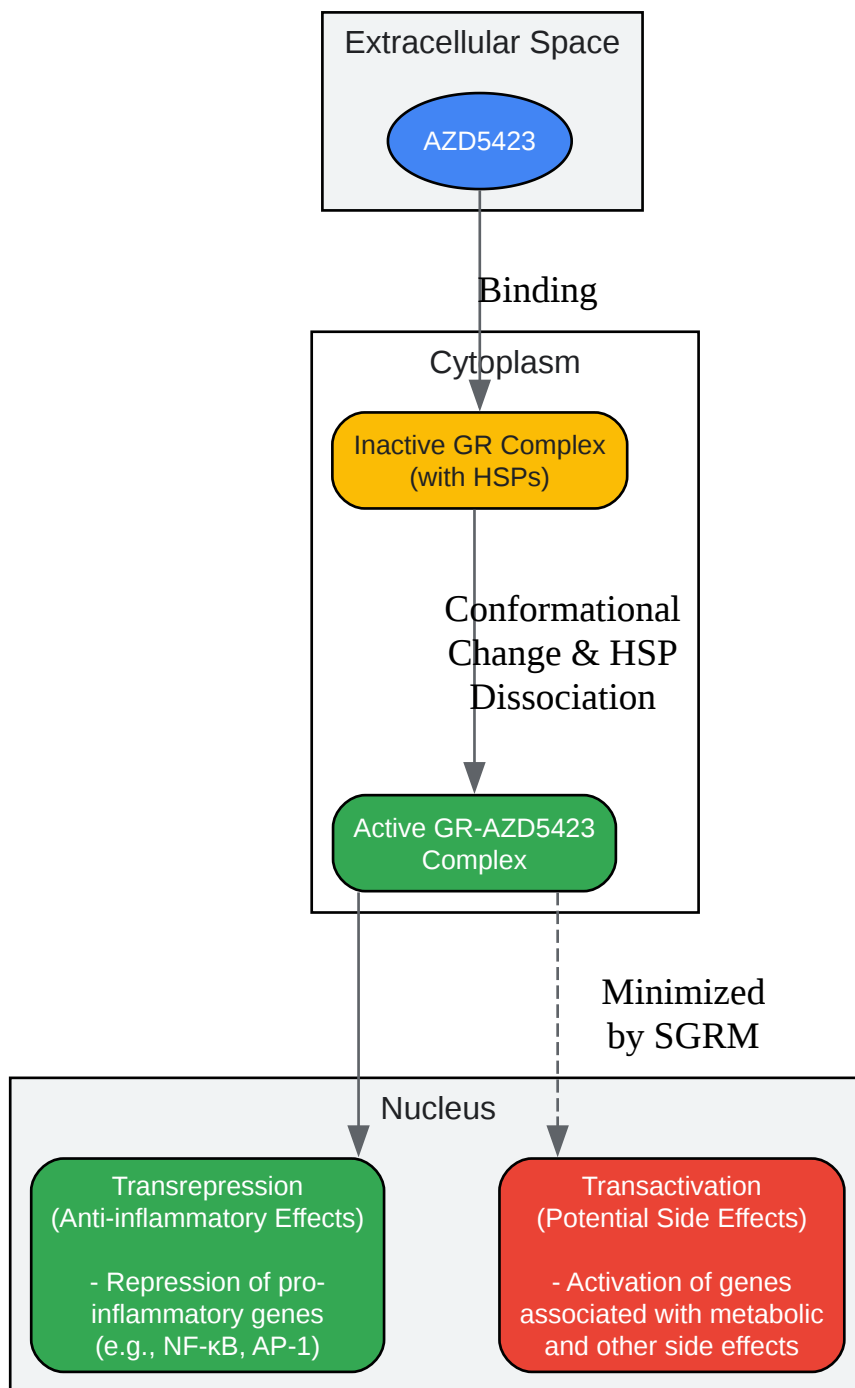 Extracellular Space
AZD5423
Binding
Cytoplasm
Inactive GR Complex
(with HSPs)
Conformational
Change & HSP
Dissociation
Active GR-AZD5423
Complex
Minimized
by SGRM
Nucleus
Transrepression
(Anti-inflammatory Effects)
- Repression of pro-
inflammatory genes
(e.g., NF-κB, AP-1)
Transactivation
(Potential Side Effects)
- Activation of genes
associated with metabolic
and other side effects